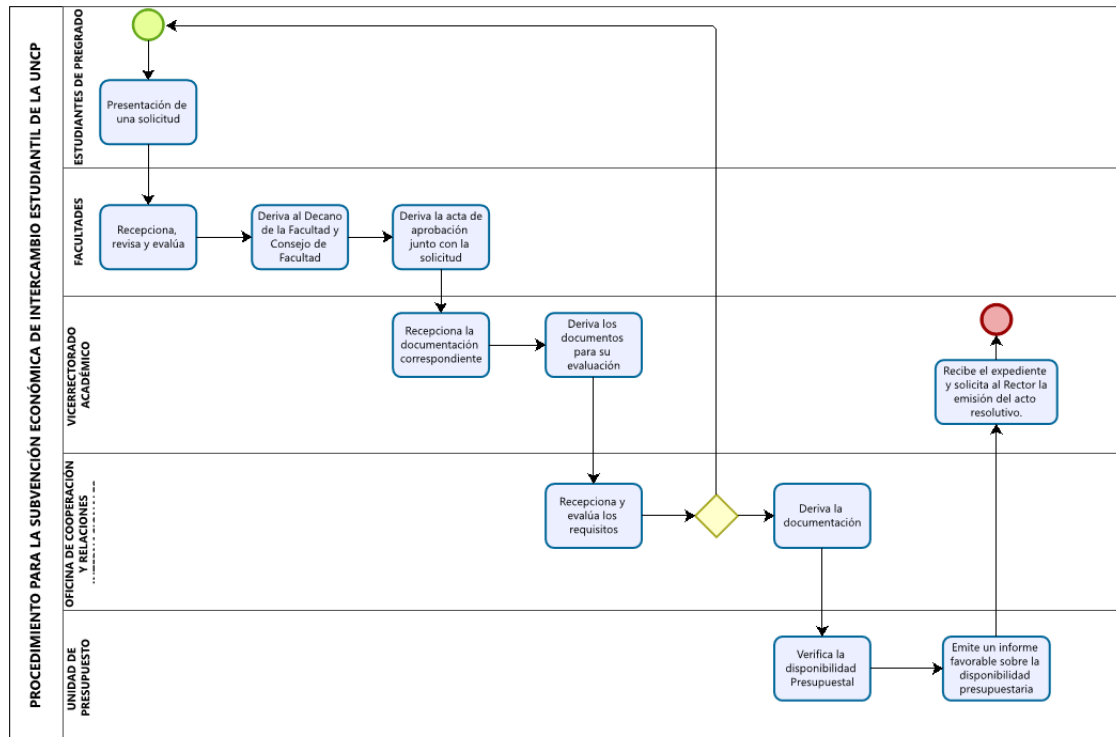 PROCEDIMIENTO PARA LA SUBVENCIÓN ECONÓMICA DE INTERCAMBIO ESTUDIANTIL DE LA UNCP
ESTUDIANTES DE PREGRADO
Presentación de
una solicitud
FACULTADES
Recepciona,
revisa y evalúa
Deriva al Decano
de la Facultad y
Consejo de
Facultad
Deriva la acta de
aprobación
junto con la
solicitud
VICERRECTORADO
ACADÉMICO
Recepciona la
documentación
correspondiente
Deriva los
documentos
para su
evaluación
Recibe el expediente
y solicita al Rector la
emisión del acto
resolutivo.
OFICINA DE COOPERACIÓN
Y RELACIONES
Recepciona y
evalúa los
requisitos
Deriva la
documentación
UNIDAD DE
PRESUPUESTO
Verifica la
disponibilidad
Presupuestal
Emite un informe
favorable sobre la
disponibilidad
presupuestaria